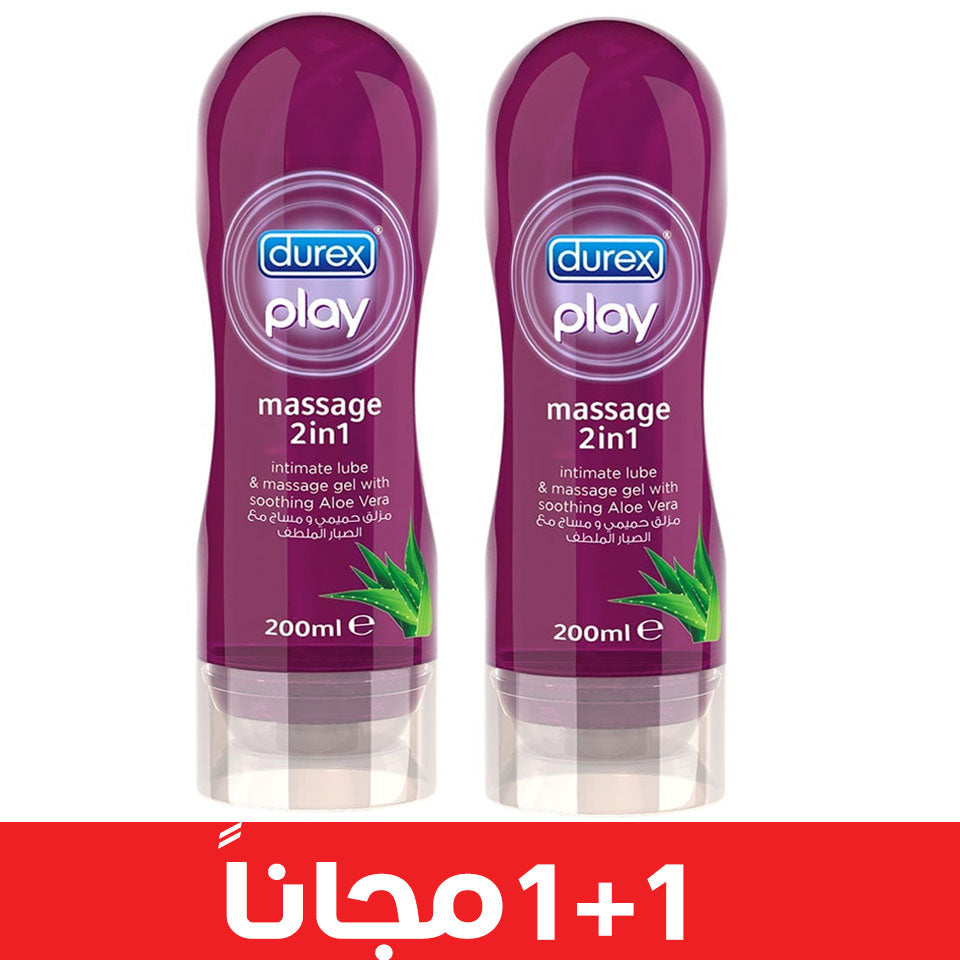 durex®
play
massage
2in1
intimate lube
& massage gel with
soothing Aloe Vera
مزلق حميمي و مساج مع
الصبار الملطف
200ml ℮
durex®
play
massage
2in1
intimate lube
& massage gel with
soothing Aloe Vera
مزلق حميمي و مساج مع
الصبار الملطف
200ml ℮
1+1 مجاناً